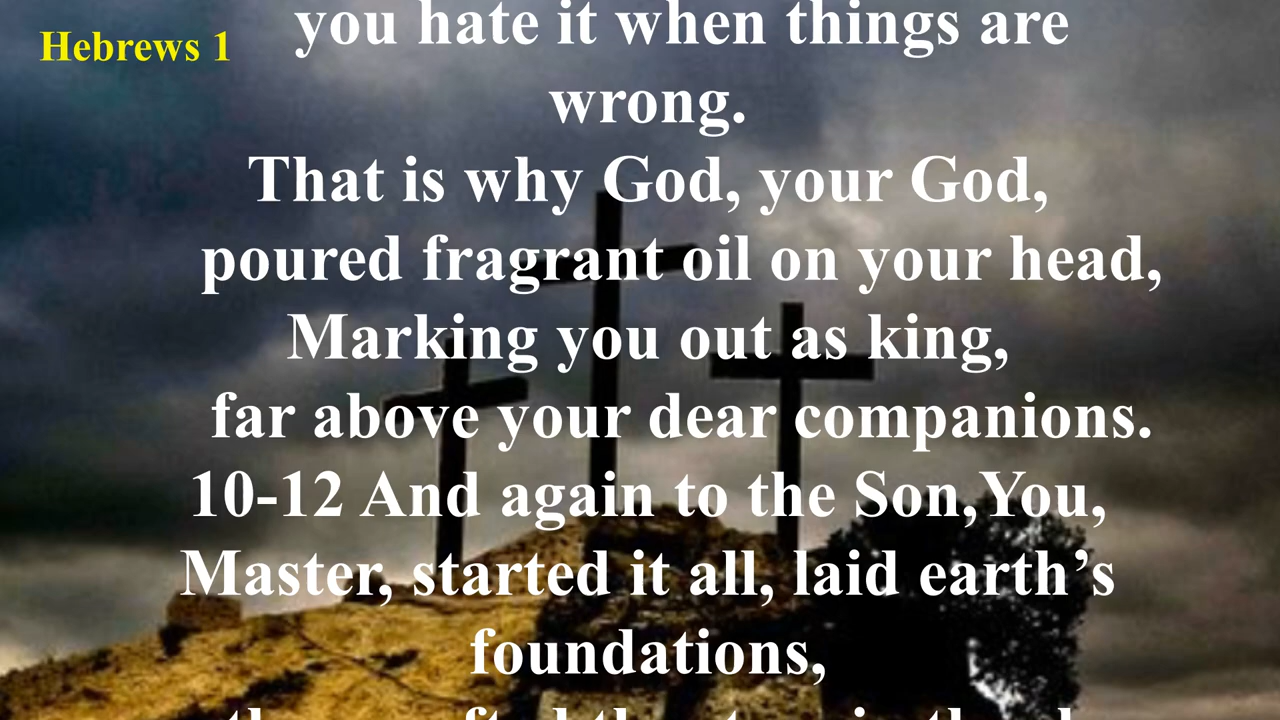 Hebrews 1
you hate it when things are
wrong.
That is why God, your God,
poured fragrant oil on your head,
Marking you out as king,
far above your dear companions.
10-12 And again to the Son,You,
Master, started it all, laid earth’s
foundations,